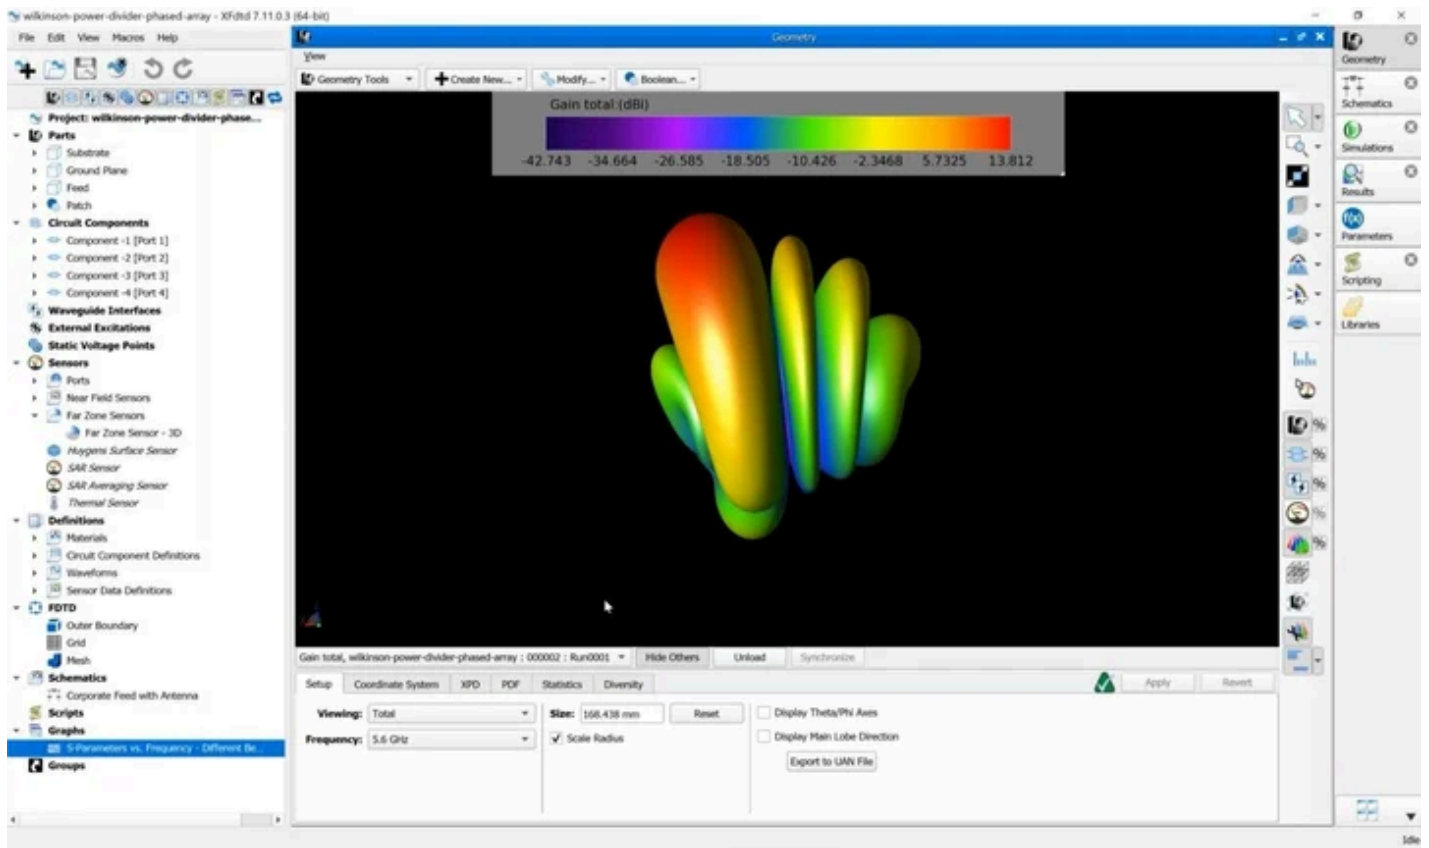 wilkinson-power-divider-phased-array - XFdtd 7.11.0.3 (64-bit)
File Edit View Macros Help
Project: wilkinson-power-divider-phase...
Parts
Substrate
Ground Plane
Feed
Patch
Circuit Components
Component -1 [Port 1]
Component -2 [Port 2]
Component -3 [Port 3]
Component -4 [Port 4]
Waveguide Interfaces
External Excitations
Static Voltage Points
Sensors
Ports
Near Field Sensors
Far Zone Sensors
Far Zone Sensor - 3D
Huygens Surface Sensor
SAR Sensor
SAR Averaging Sensor
Thermal Sensor
Definitions
Materials
Circuit Component Definitions
Waveforms
Sensor Data Definitions
FDTD
Outer Boundary
Grid
Mesh
Schematics
Corporate Feed with Antenna
Scripts
Graphs
S-Parameters vs. Frequency - Different Be...
Groups
Geometry
View
Geometry Tools Create New... Modify... Boolean...
Gain total:(dBi)
-42.743 -34.664 -26.585 -18.505 -10.426 -2.3468 5.7325 13.812
Gain total, wilkinson-power-divider-phased-array : 000002 : Run0001 Hide Others Unload Synchronize
Setup Coordinate System XPD PDF Statistics Diversity Apply Revert
Viewing: Total Size: 168.438 mm Reset Display Theta/Phi Axes
Frequency: 5.6 GHz Scale Radius Display Main Lobe Direction
Export to UAN File
Geometry
Schematics
Simulations
Results
f(x)
Parameters
Scripting
Libraries
%
%
%
%
%
Idle